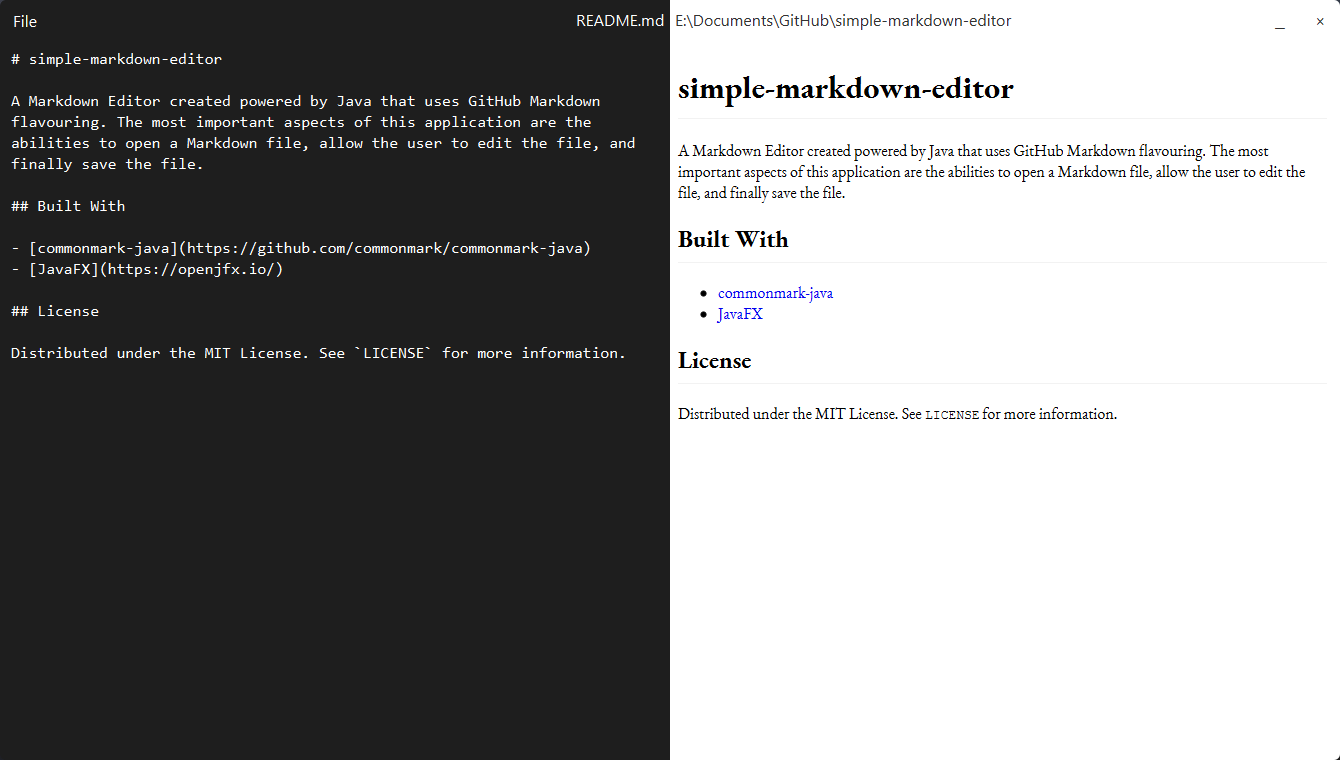 File
README.md
# simple-markdown-editor
A Markdown Editor created powered by Java that uses GitHub Markdown
flavouring. The most important aspects of this application are the
abilities to open a Markdown file, allow the user to edit the file, and
finally save the file.
## Built With
- [commonmark-java](https://github.com/commonmark/commonmark-java)
- [JavaFX](https://openjfx.io/)
## License
Distributed under the MIT License. See `LICENSE` for more information.
E:\Documents\GitHub\simple-markdown-editor
simple-markdown-editor
A Markdown Editor created powered by Java that uses GitHub Markdown flavouring. The most
important aspects of this application are the abilities to open a Markdown file, allow the user to edit the
file, and finally save the file.
Built With
• commonmark-java
• JavaFX
License
Distributed under the MIT License. See LICENSE for more information.